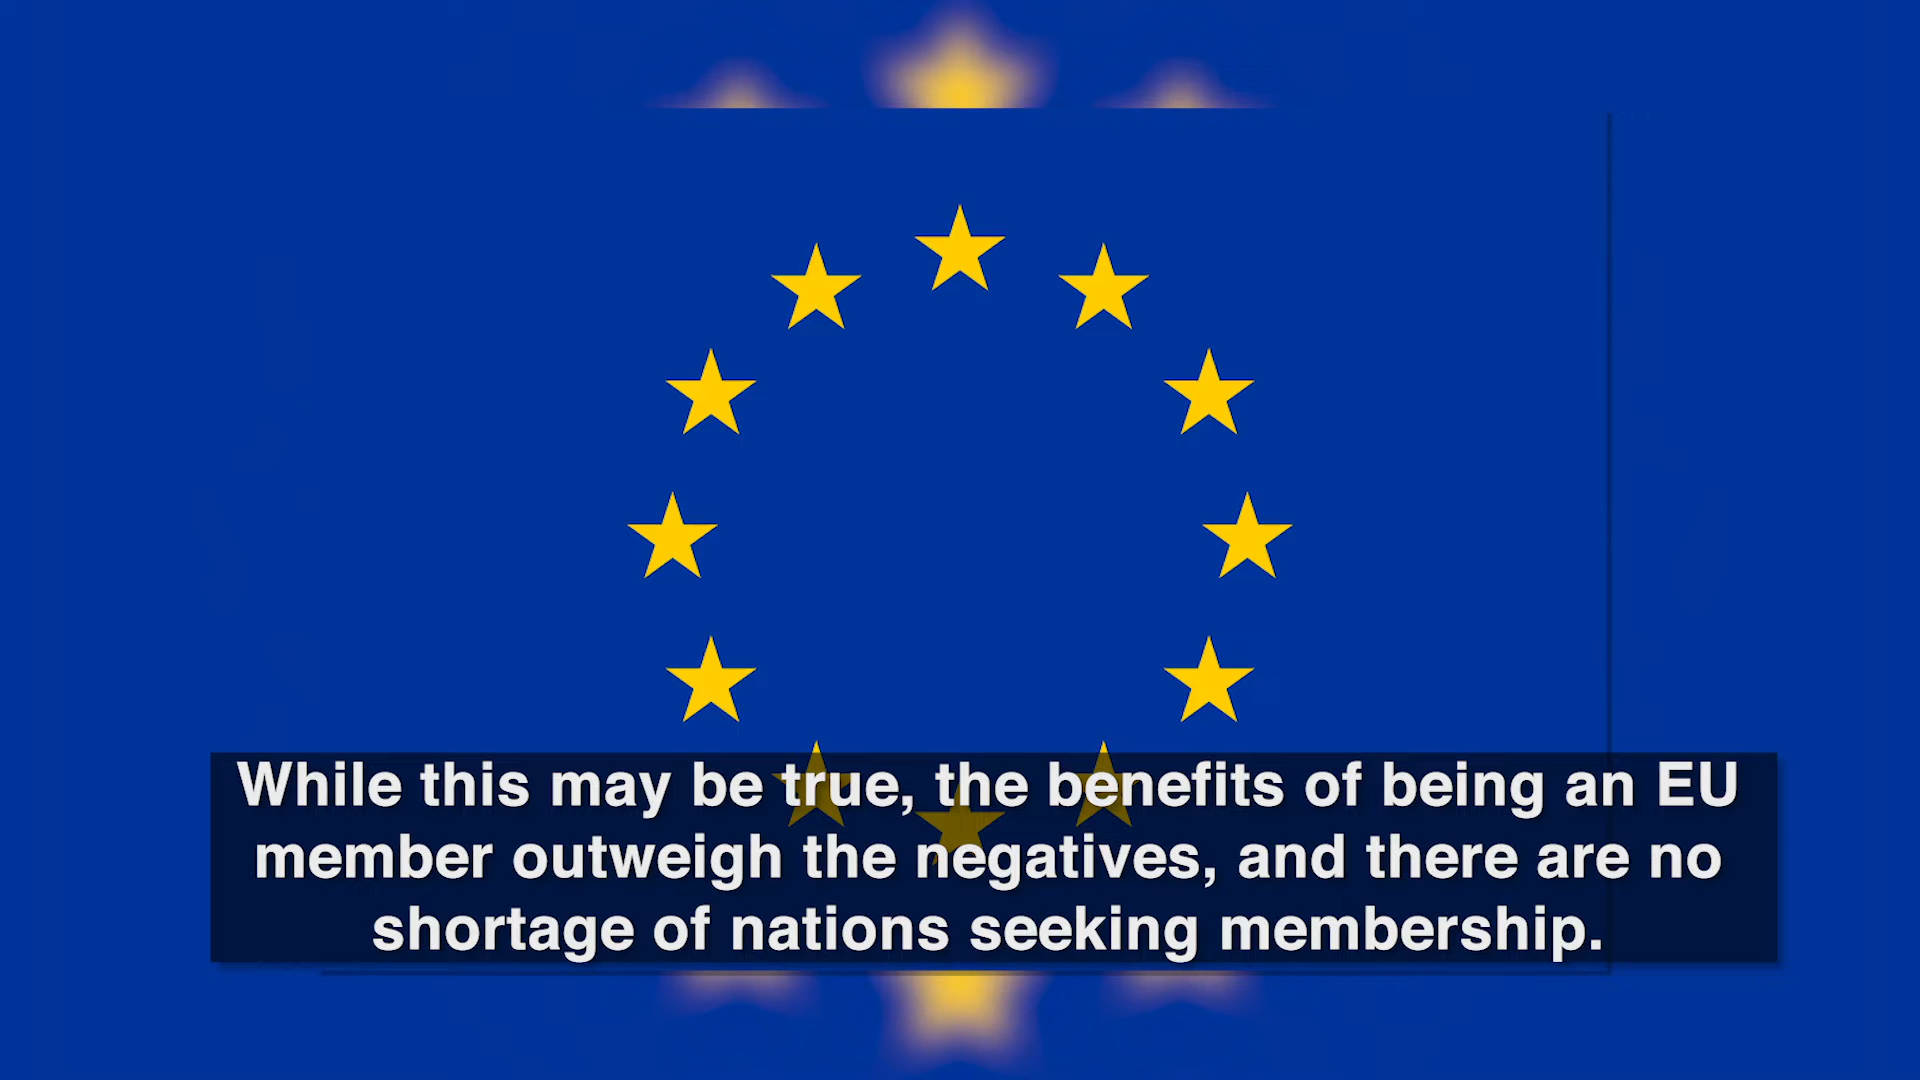 While this may be true, the benefits of being an EU
member outweigh the negatives, and there are no
shortage of nations seeking membership.